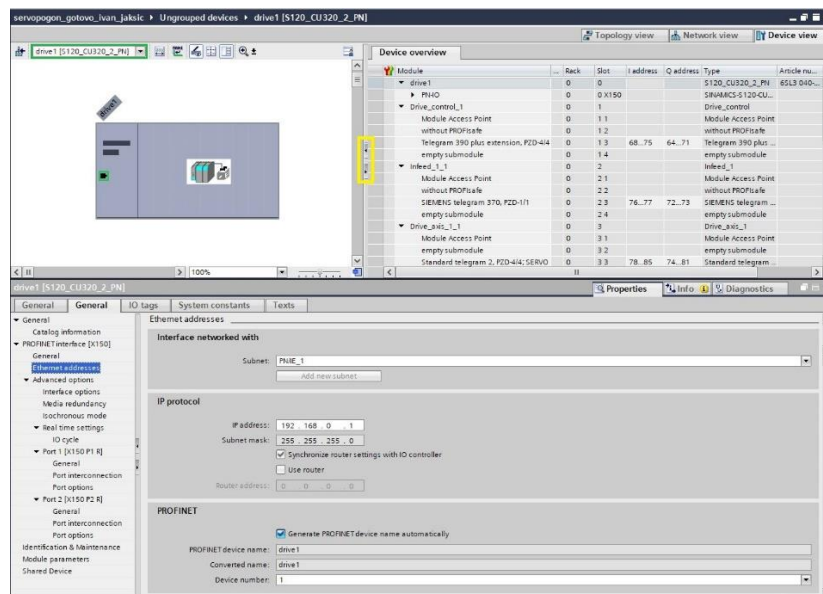 servopogon_gotovo_ivan_jaksic ▸ Ungrouped devices ▸ drive1 [S120_CU320_2_PN]
Topology view Network view Device view
drive1 [S120_CU320_2_PN]
drive1
100%
Device overview
Module ... Rack Slot I address Q address Type Article nu...
drive1 0 0 S120_CU320_2_PN 6SL3 040-...
PN-IO 0 0 X150 SINAMICS-S120-CU...
Drive_control_1 0 1 Drive_control
Module Access Point 0 1 1 Module Access Point
without PROFIsafe 0 1 2 without PROFIsafe
Telegram 390 plus extension, PZD-4/4 0 1 3 68...75 64...71 Telegram 390 plus ...
empty submodule 0 1 4 empty submodule
Infeed_1_1 0 2 Infeed_1
Module Access Point 0 2 1 Module Access Point
without PROFIsafe 0 2 2 without PROFIsafe
SIEMENS telegram 370, PZD-1/1 0 2 3 76...77 72...73 SIEMENS telegram ...
empty submodule 0 2 4 empty submodule
Drive_axis_1_1 0 3 Drive_axis_1
Module Access Point 0 3 1 Module Access Point
empty submodule 0 3 2 empty submodule
Standard telegram 2, PZD-4/4; SERVO 0 3 3 78...85 74...81 Standard telegram ...
drive1 [S120_CU320_2_PN]
Properties Info Diagnostics
General General IO tags System constants Texts
General
Catalog information
PROFINET interface [X150]
General
Ethernet addresses
Advanced options
Interface options
Media redundancy
Isochronous mode
Real time settings
IO cycle
Port 1 [X150 P1 R]
General
Port interconnection
Port options
Port 2 [X150 P2 R]
General
Port interconnection
Port options
Identification & Maintenance
Module parameters
Shared Device
Ethernet addresses
Interface networked with
Subnet: PN/IE_1
Add new subnet
IP protocol
IP address: 192 . 168 . 0 . 1
Subnet mask: 255 . 255 . 255 . 0
Synchronize router settings with IO controller
Use router
Router address: 0 . 0 . 0 . 0
PROFINET
Generate PROFINET device name automatically
PROFINET device name: drive1
Converted name: drive1
Device number: 1